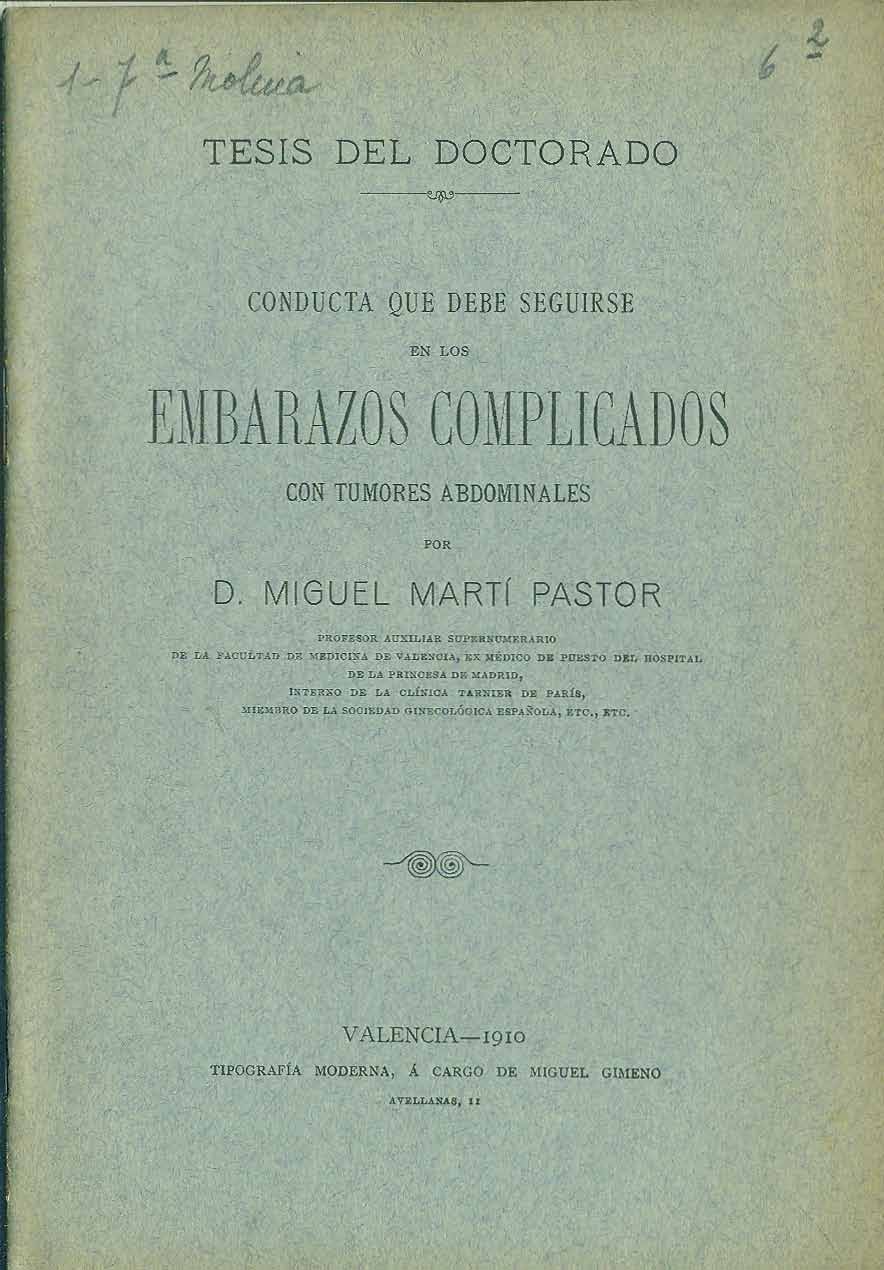 1-7ª Molina
6 2
TESIS DEL DOCTORADO
CONDUCTA QUE DEBE SEGUIRSE
EN LOS
EMBARAZOS COMPLICADOS
CON TUMORES ABDOMINALES
POR
D. MIGUEL MARTÍ PASTOR
PROFESOR AUXILIAR SUPERNUMERARIO
DE LA FACULTAD DE MEDICINA DE VALENCIA, EX MÉDICO DE PUESTO DEL HOSPITAL
DE LA PRINCESA DE MADRID,
INTERNO DE LA CLÍNICA TARNIER DE PARÍS,
MIEMBRO DE LA SOCIEDAD GINECOLÓGICA ESPAÑOLA, ETC., ETC.
VALENCIA—1910
TIPOGRAFÍA MODERNA, Á CARGO DE MIGUEL GIMENO
AVELLANAS, 11